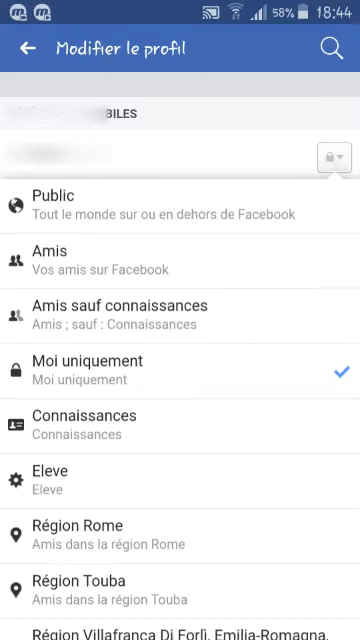 58% 18:44
Modifier le profil
BILES
Public
Tout le monde sur ou en dehors de Facebook
Amis
Vos amis sur Facebook
Amis sauf connaissances
Amis ; sauf : Connaissances
Moi uniquement
Moi uniquement
Connaissances
Connaissances
Eleve
Eleve
Région Rome
Amis dans la région Rome
Région Touba
Amis dans la région Touba
Région Villafranca Di Forlì, Emilia-Romagna,